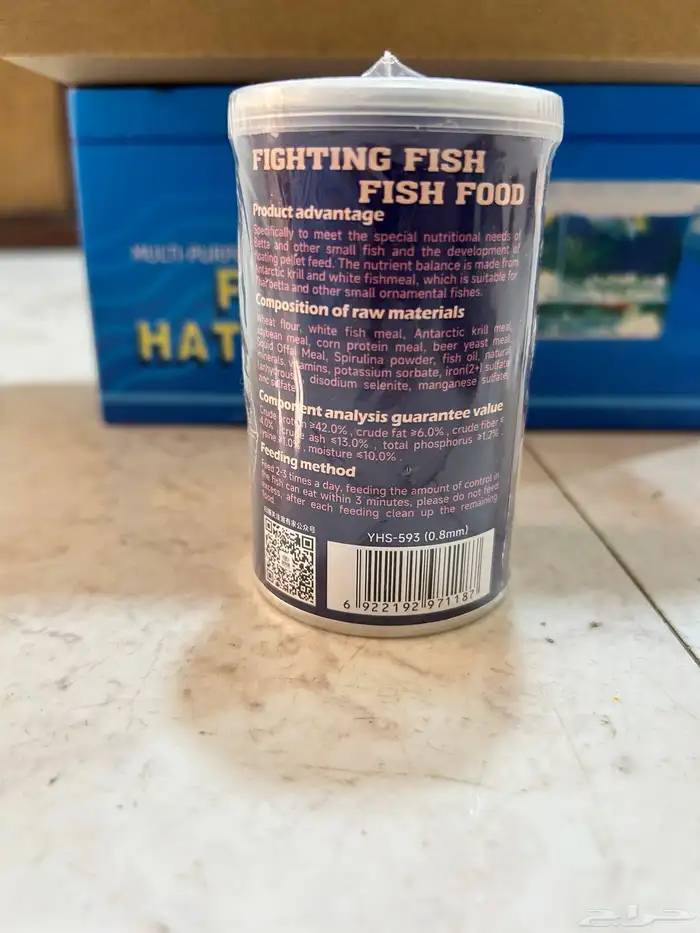 FIGHTING FISH
FISH FOOD
Product advantage
Specifically to meet the special nutritional needs of
Betta and other small fish and the development of
floating pellet feed. The nutrient balance is made from
Antarctic krill and white fishmeal, which is suitable for
Thai betta and other small ornamental fishes.
Composition of raw materials
Wheat flour, white fish meal, Antarctic krill meal,
soybean meal, corn protein meal, beer yeast meal,
Squid Offal Meal, Spirulina powder, fish oil, natural
minerals, vitamins, potassium sorbate, iron(2+) sulfate
(anhydrous), disodium selenite, manganese sulfate,
zinc sulfate
Component analysis guarantee value
Crude protein ≥42.0%, crude fat ≥6.0%, crude fiber ≤
4.0%, crude ash ≤13.0%, total phosphorus ≥1.2%,
lysine ≥1.0%, moisture ≤10.0%.
Feeding method
Feed 2-3 times a day, feeding the amount of control in
the fish can eat within 3 minutes, please do not feed
excess, after each feeding clean up the remaining
food.
YHS-593 (0.8mm)
6 922192 971187
MULTI-PURP
F
HAT
حراج